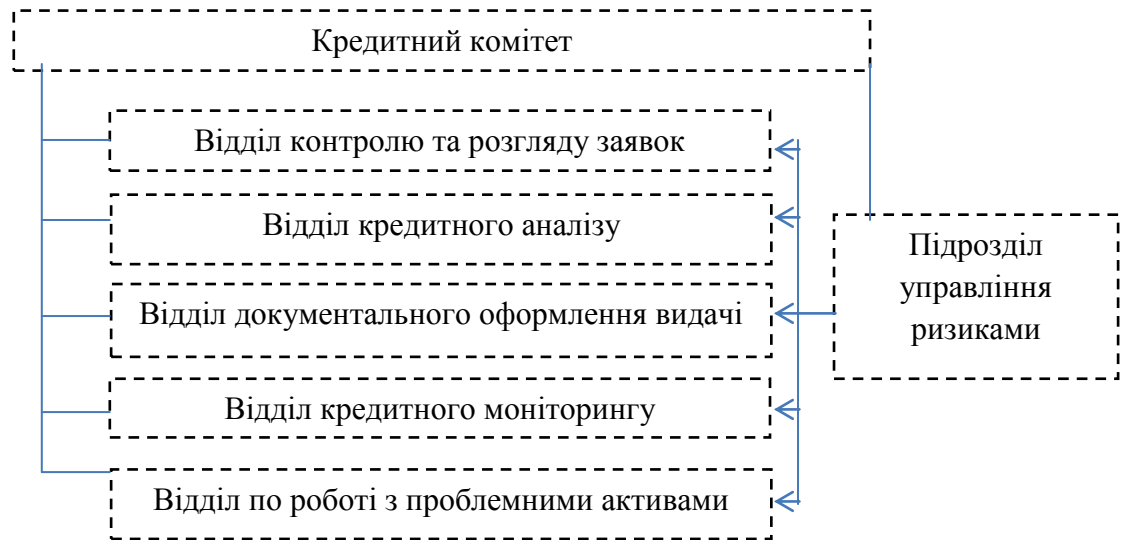 Кредитний комітет
Відділ контролю та розгляду заявок
Відділ кредитного аналізу
Відділ документального оформлення видачі
Відділ кредитного моніторингу
Відділ по роботі з проблемними активами
Підрозділ
управління
ризиками